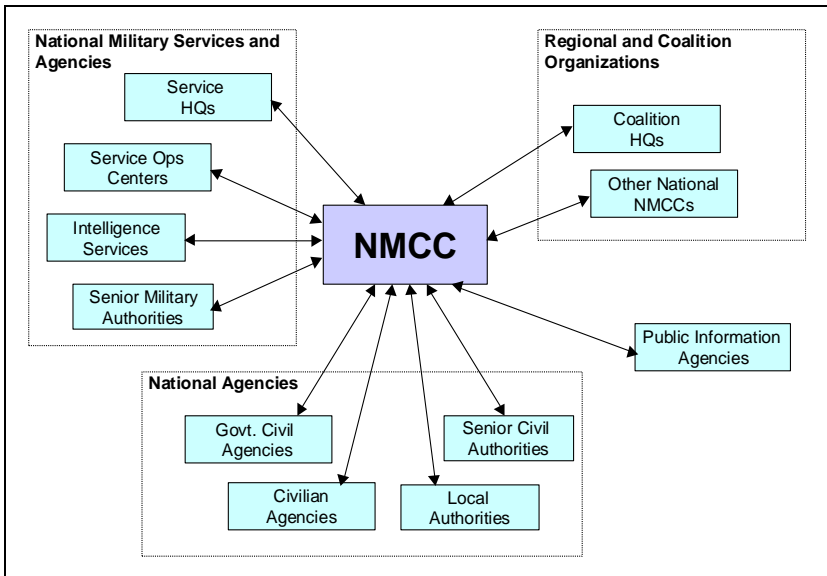 National Military Services and
Agencies
Service
HQs
Service Ops
Centers
Intelligence
Services
Senior Military
Authorities
Regional and Coalition
Organizations
Coalition
HQs
Other National
NMCCs
NMCC
Public Information
Agencies
National Agencies
Govt. Civil
Agencies
Senior Civil
Authorities
Civilian
Agencies
Local
Authorities